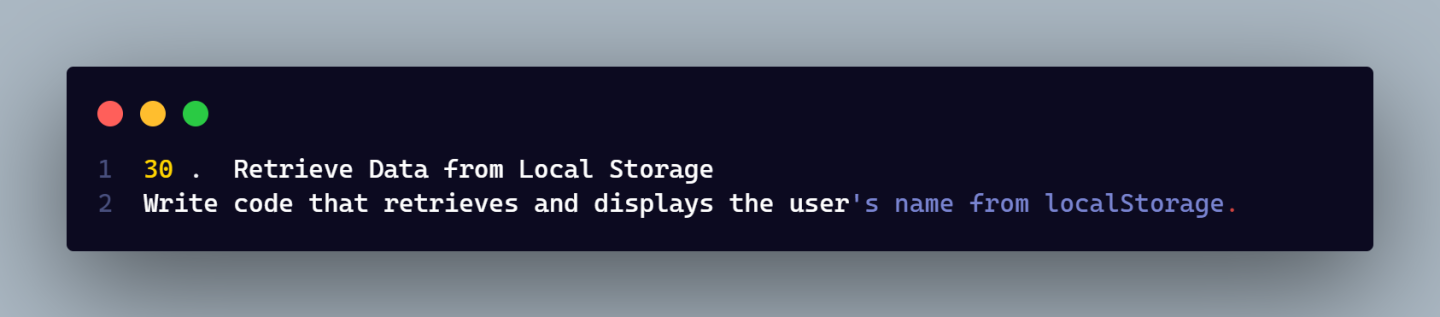 1 30 . Retrieve Data from Local Storage
2 Write code that retrieves and displays the user's name from localStorage.